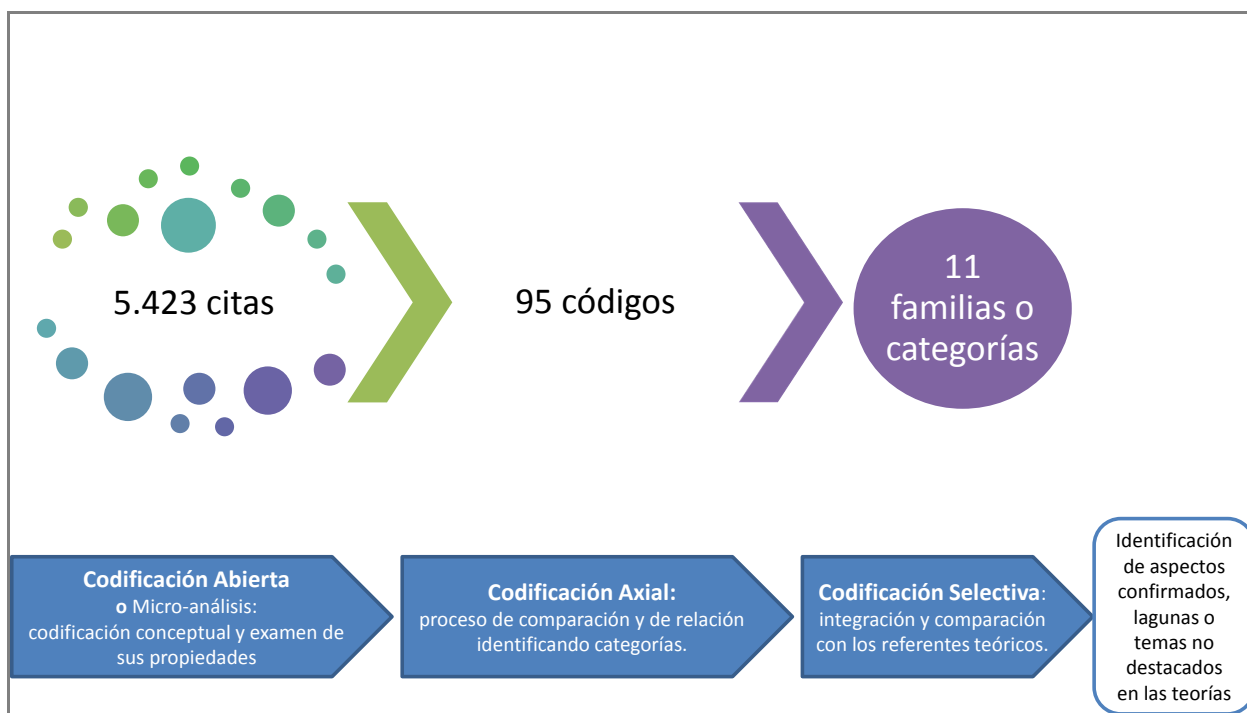 5.423 citas
95 códigos
11
familias o
categorías
Codificación Abierta
o Micro-análisis:
codificación conceptual y examen de
sus propiedades
Codificación Axial:
proceso de comparación y de relación
identificando categorías.
Codificación Selectiva:
integración y comparación
con los referentes teóricos.
Identificación
de aspectos
confirmados,
lagunas o
temas no
destacados
en las teorías